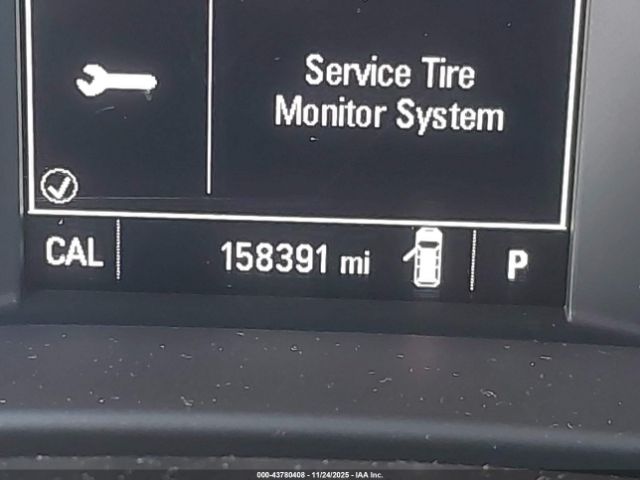 Service Tire
Monitor System
CAL 158391 mi P
000-43780408 - 11/24/2025 - IAA Inc.